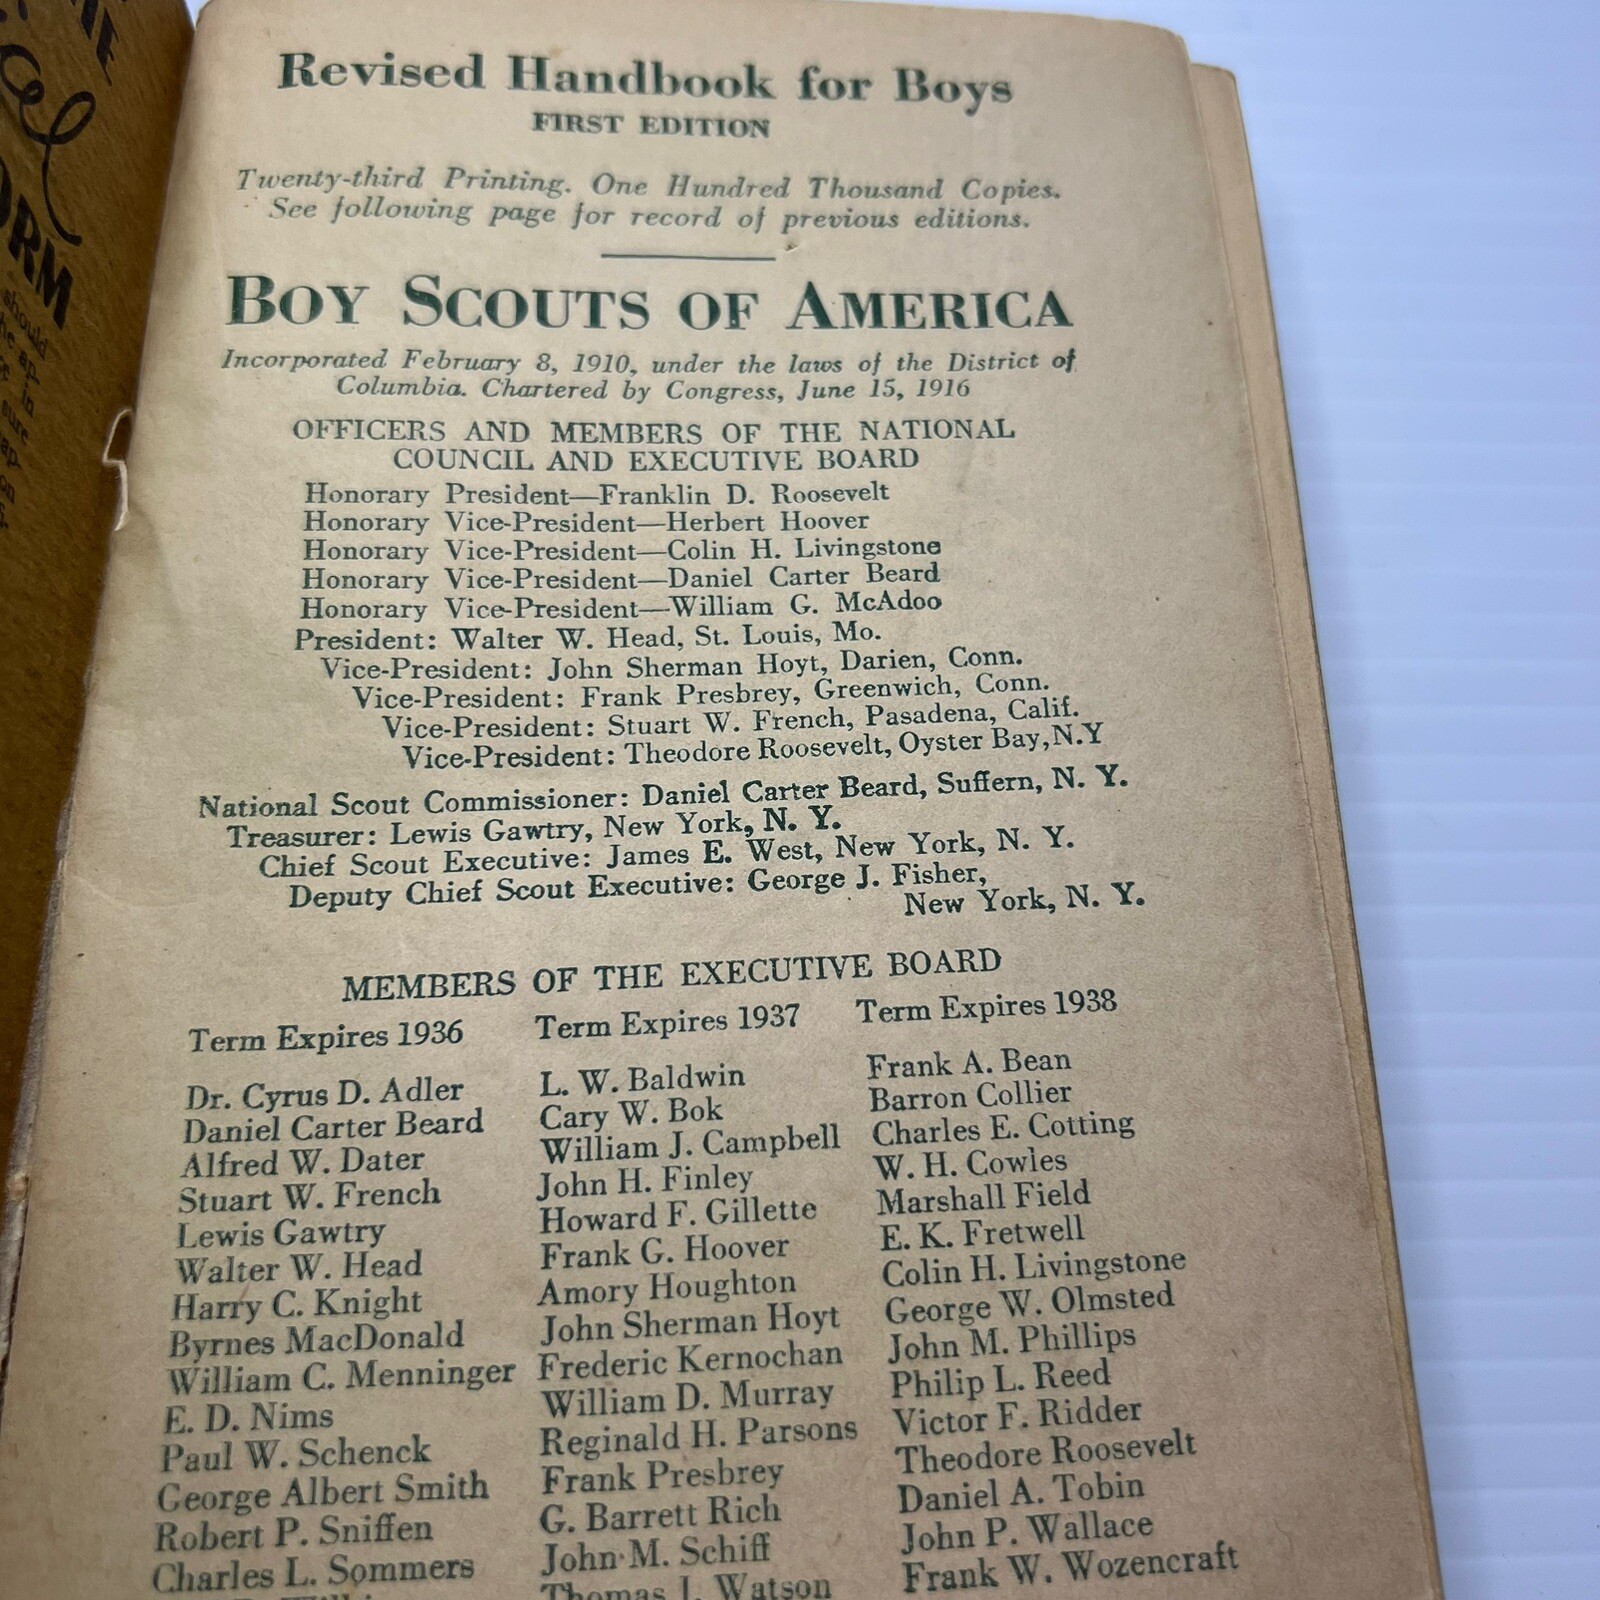 ORM
should
the ap-
in
sure
ap-
on
Revised Handbook for Boys
FIRST EDITION
Twenty-third Printing. One Hundred Thousand Copies.
See following page for record of previous editions.
BOY SCOUTS OF AMERICA
Incorporated February 8, 1910, under the laws of the District of
Columbia. Chartered by Congress, June 15, 1916
OFFICERS AND MEMBERS OF THE NATIONAL
COUNCIL AND EXECUTIVE BOARD
Honorary President—Franklin D. Roosevelt
Honorary Vice-President—Herbert Hoover
Honorary Vice-President—Colin H. Livingstone
Honorary Vice-President—Daniel Carter Beard
Honorary Vice-President—William G. McAdoo
President: Walter W. Head, St. Louis, Mo.
Vice-President: John Sherman Hoyt, Darien, Conn.
Vice-President: Frank Presbrey, Greenwich, Conn.
Vice-President: Stuart W. French, Pasadena, Calif.
Vice-President: Theodore Roosevelt, Oyster Bay, N.Y
National Scout Commissioner: Daniel Carter Beard, Suffern, N. Y.
Treasurer: Lewis Gawtry, New York, N. Y.
Chief Scout Executive: James E. West, New York, N. Y.
Deputy Chief Scout Executive: George J. Fisher,
New York, N. Y.
MEMBERS OF THE EXECUTIVE BOARD
Term Expires 1936
Dr. Cyrus D. Adler
Daniel Carter Beard
Alfred W. Dater
Stuart W. French
Lewis Gawtry
Walter W. Head
Harry C. Knight
Byrnes MacDonald
William C. Menninger
E. D. Nims
Paul W. Schenck
George Albert Smith
Robert P. Sniffen
Charles L. Sommers
Term Expires 1937
L. W. Baldwin
Cary W. Bok
William J. Campbell
John H. Finley
Howard F. Gillette
Frank G. Hoover
Amory Houghton
John Sherman Hoyt
Frederic Kernochan
William D. Murray
Reginald H. Parsons
Frank Presbrey
G. Barrett Rich
John M. Schiff
Thomas J. Watson
Term Expires 1938
Frank A. Bean
Barron Collier
Charles E. Cotting
W. H. Cowles
Marshall Field
E. K. Fretwell
Colin H. Livingstone
George W. Olmsted
John M. Phillips
Philip L. Reed
Victor F. Ridder
Theodore Roosevelt
Daniel A. Tobin
John P. Wallace
Frank W. Wozencraft